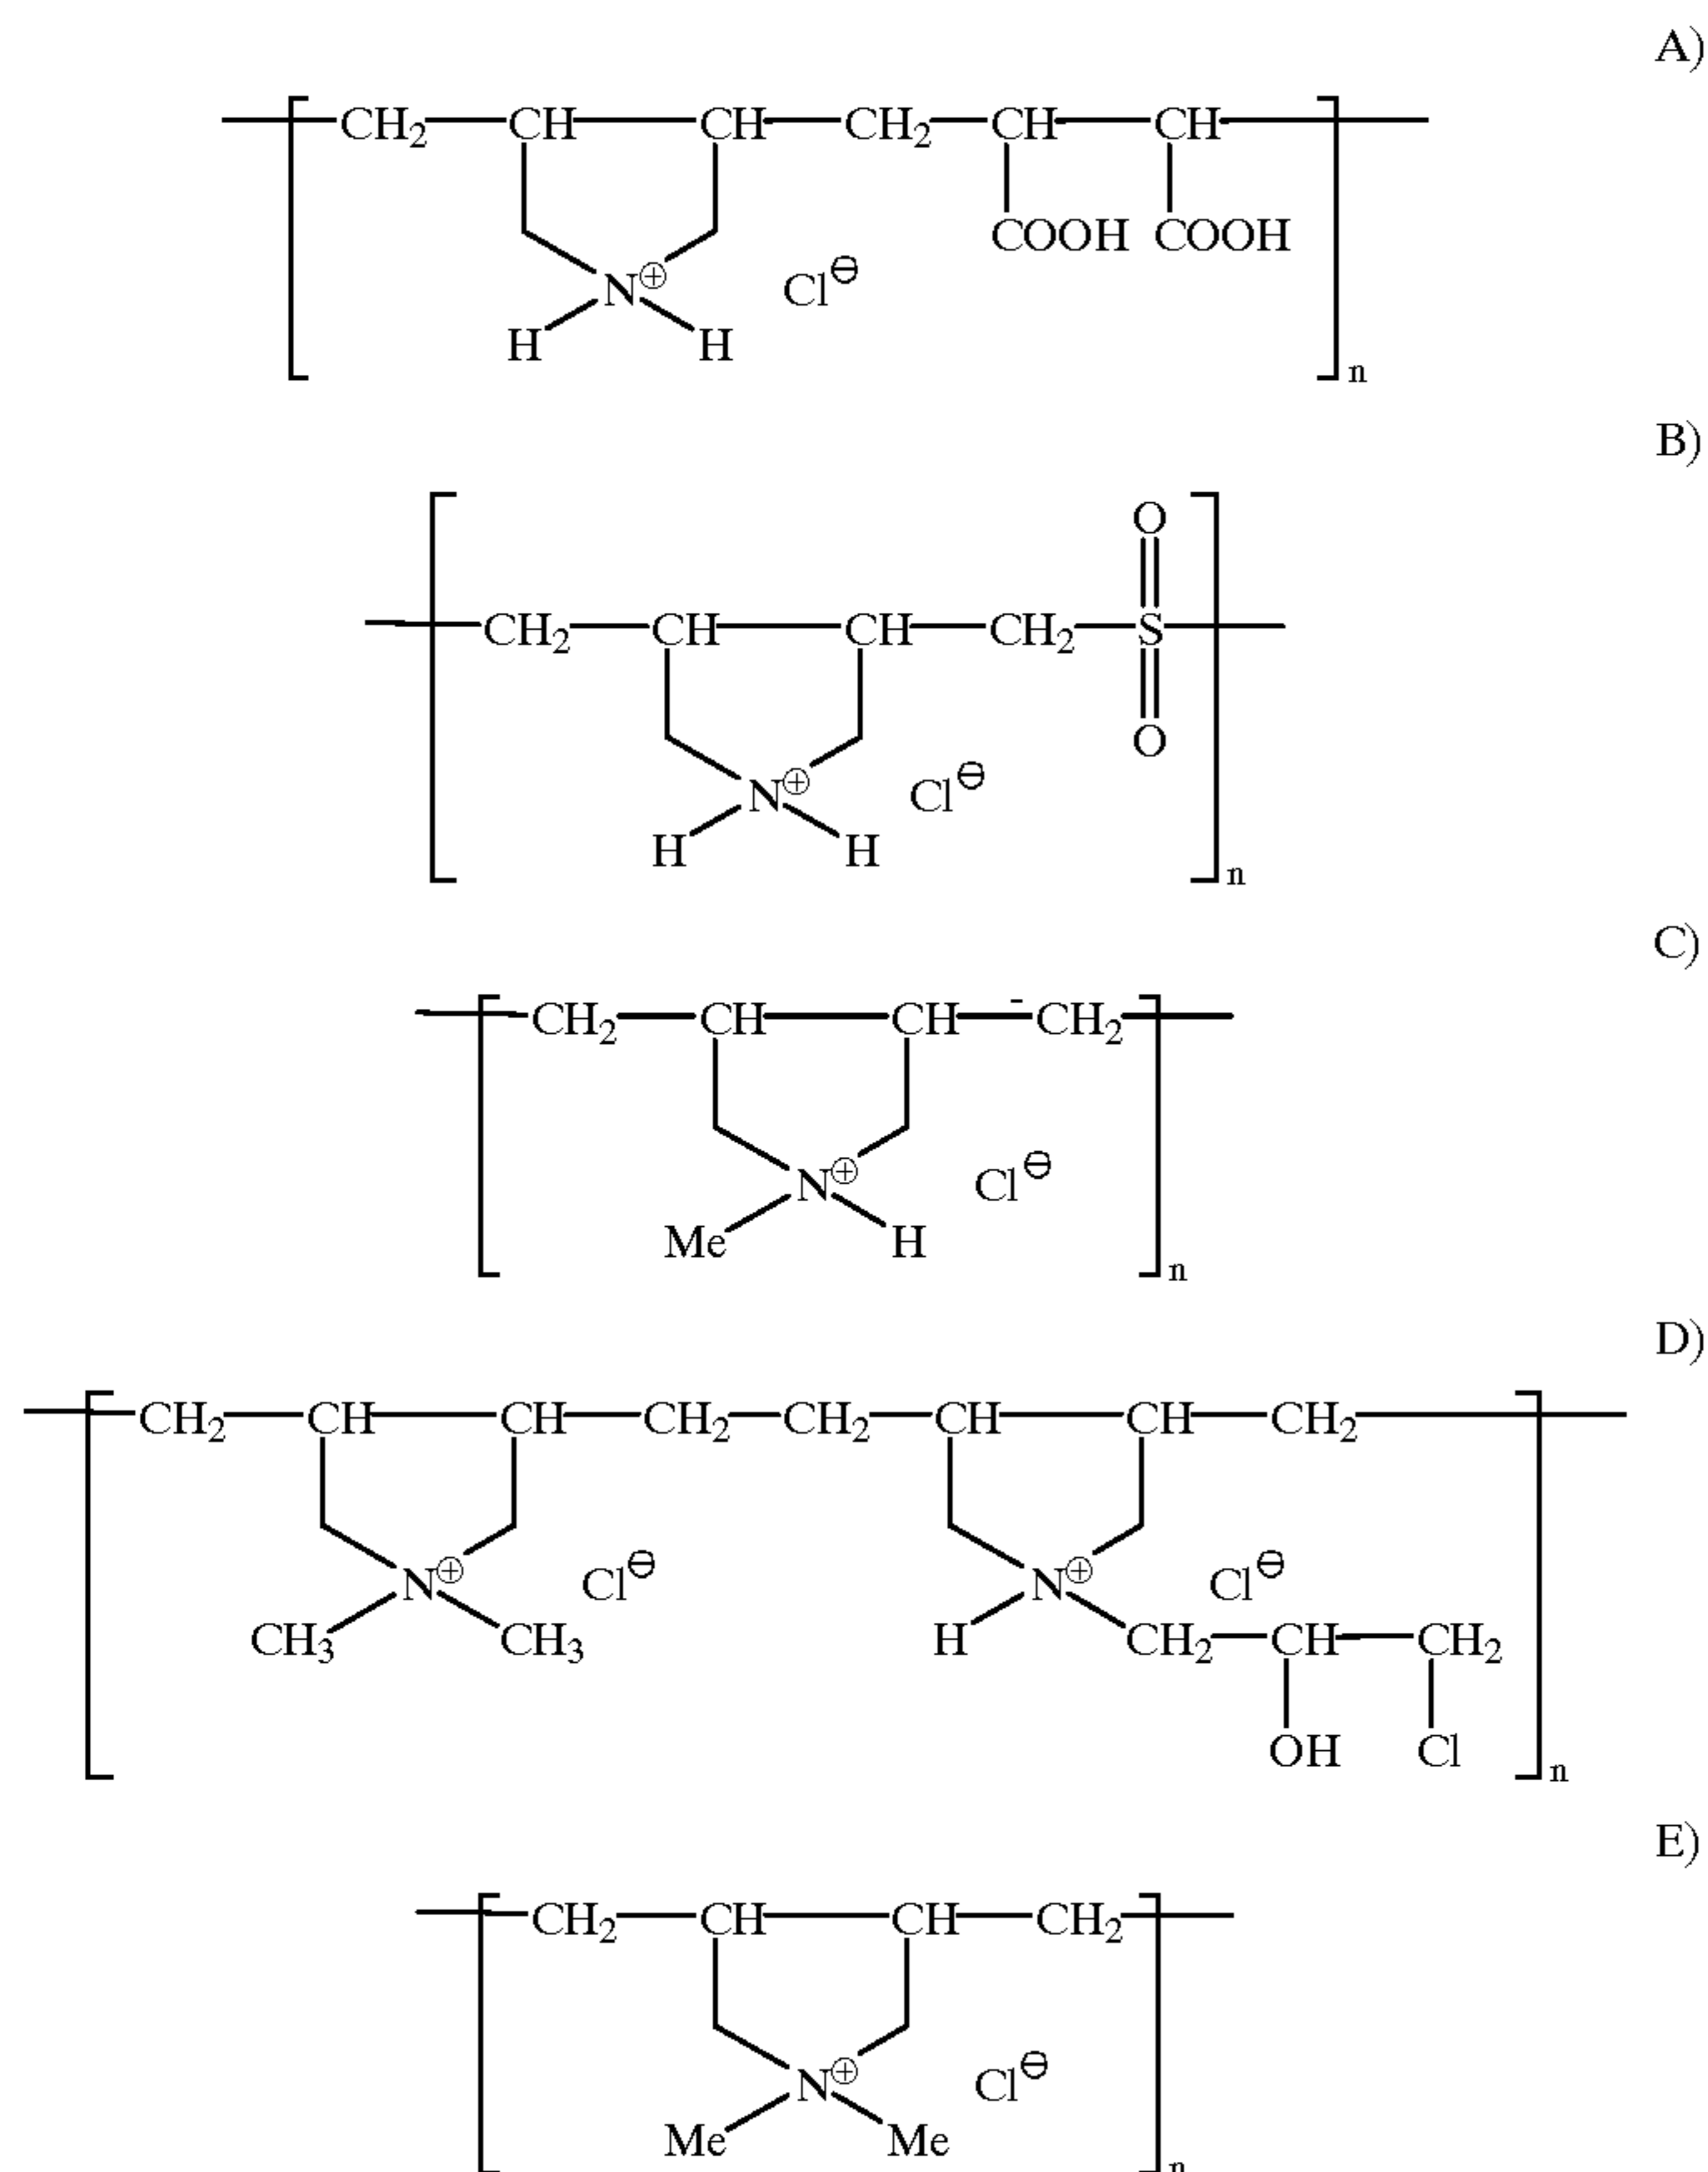 A)
CH2 CH CH CH2 CH CH
COOH COOH
N⊕ Cl⊖
H H
n
B)
O
CH2 CH CH CH2 S
O
N⊕ Cl⊖
H H
n
C)
CH2 CH CH CH2
N⊕ Cl⊖
Me H
n
D)
CH2 CH CH CH2 CH2 CH CH CH2
N⊕ Cl⊖ N⊕ Cl⊖
CH3 CH3 H CH2 CH CH2
OH Cl
n
E)
CH2 CH CH CH2
N⊕ Cl⊖
Me Me
n